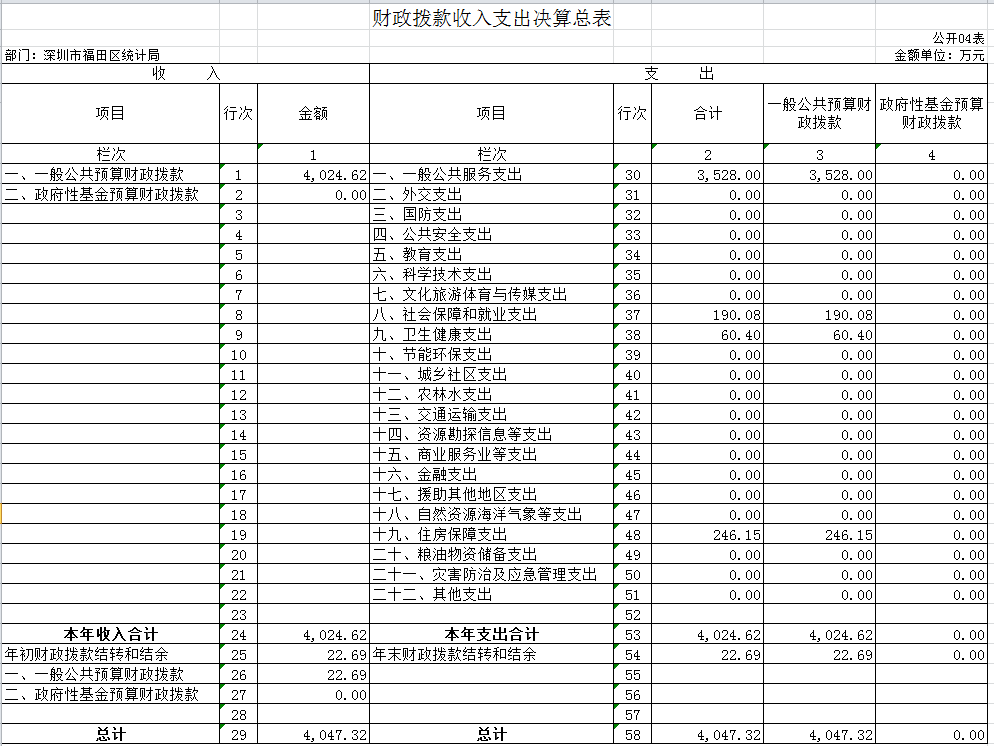 财政拨款收入支出决算总表
公开04表
部门：深圳市福田区统计局 金额单位：万元
收 入 支 出
项目 行次 金额 项目 行次 合计 一般公共预算财政拨款 政府性基金预算财政拨款
栏次 1 栏次 2 3 4
一、一般公共预算财政拨款 1 4,024.62 一、一般公共服务支出 30 3,528.00 3,528.00 0.00
二、政府性基金预算财政拨款 2 0.00 二、外交支出 31 0.00 0.00 0.00
3 三、国防支出 32 0.00 0.00 0.00
4 四、公共安全支出 33 0.00 0.00 0.00
5 五、教育支出 34 0.00 0.00 0.00
6 六、科学技术支出 35 0.00 0.00 0.00
7 七、文化旅游体育与传媒支出 36 0.00 0.00 0.00
8 八、社会保障和就业支出 37 190.08 190.08 0.00
9 九、卫生健康支出 38 60.40 60.40 0.00
10 十、节能环保支出 39 0.00 0.00 0.00
11 十一、城乡社区支出 40 0.00 0.00 0.00
12 十二、农林水支出 41 0.00 0.00 0.00
13 十三、交通运输支出 42 0.00 0.00 0.00
14 十四、资源勘探信息等支出 43 0.00 0.00 0.00
15 十五、商业服务业等支出 44 0.00 0.00 0.00
16 十六、金融支出 45 0.00 0.00 0.00
17 十七、援助其他地区支出 46 0.00 0.00 0.00
18 十八、自然资源海洋气象等支出 47 0.00 0.00 0.00
19 十九、住房保障支出 48 246.15 246.15 0.00
20 二十、粮油物资储备支出 49 0.00 0.00 0.00
21 二十一、灾害防治及应急管理支出 50 0.00 0.00 0.00
22 二十二、其他支出 51 0.00 0.00 0.00
23 52
本年收入合计 24 4,024.62 本年支出合计 53 4,024.62 4,024.62 0.00
年初财政拨款结转和结余 25 22.69 年末财政拨款结转和结余 54 22.69 22.69 0.00
一、一般公共预算财政拨款 26 22.69 55
二、政府性基金预算财政拨款 27 0.00 56
28 57
总计 29 4,047.32 总计 58 4,047.32 4,047.32 0.00